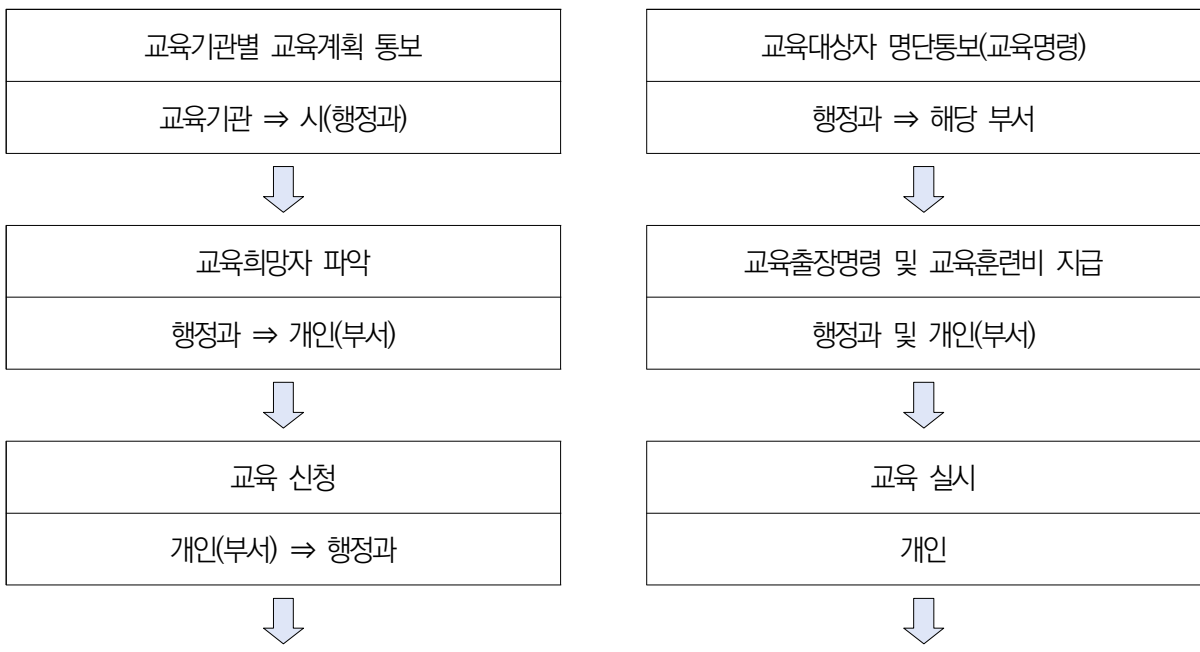 교육기관별 교육계획 통보
교육기관 ⇒ 시(행정과)
교육희망자 파악
행정과 ⇒ 개인(부서)
교육 신청
개인(부서) ⇒ 행정과
교육대상자 명단통보(교육명령)
행정과 ⇒ 해당 부서
교육출장명령 및 교육훈련비 지급
행정과 및 개인(부서)
교육 실시
개인